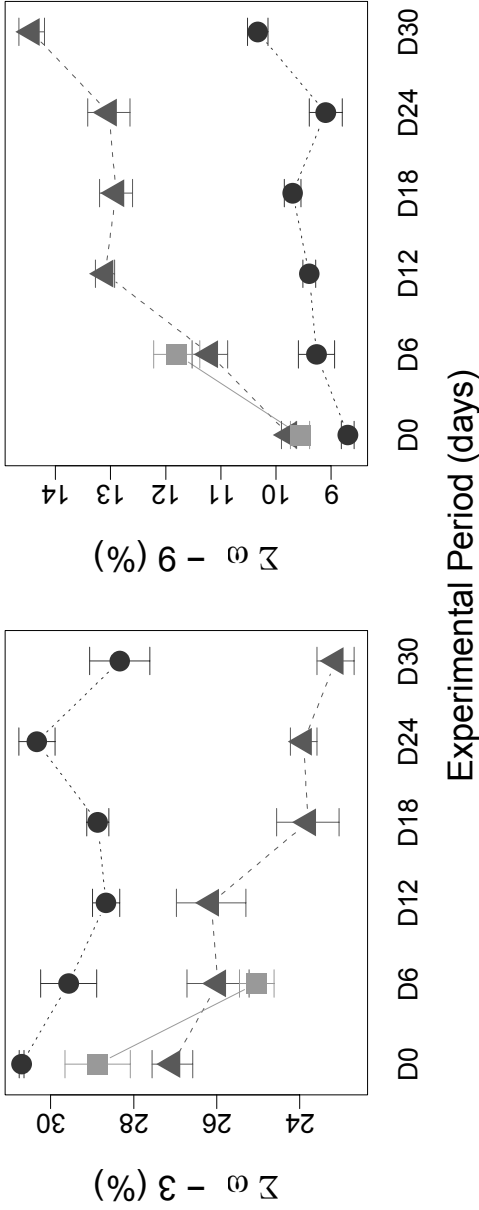 Σ ω − 3 (%)
30
28
26
24
D0 D6 D12 D18 D24 D30
Σ ω − 9 (%)
14
13
12
11
10
9
D0 D6 D12 D18 D24 D30
Experimental Period (days)